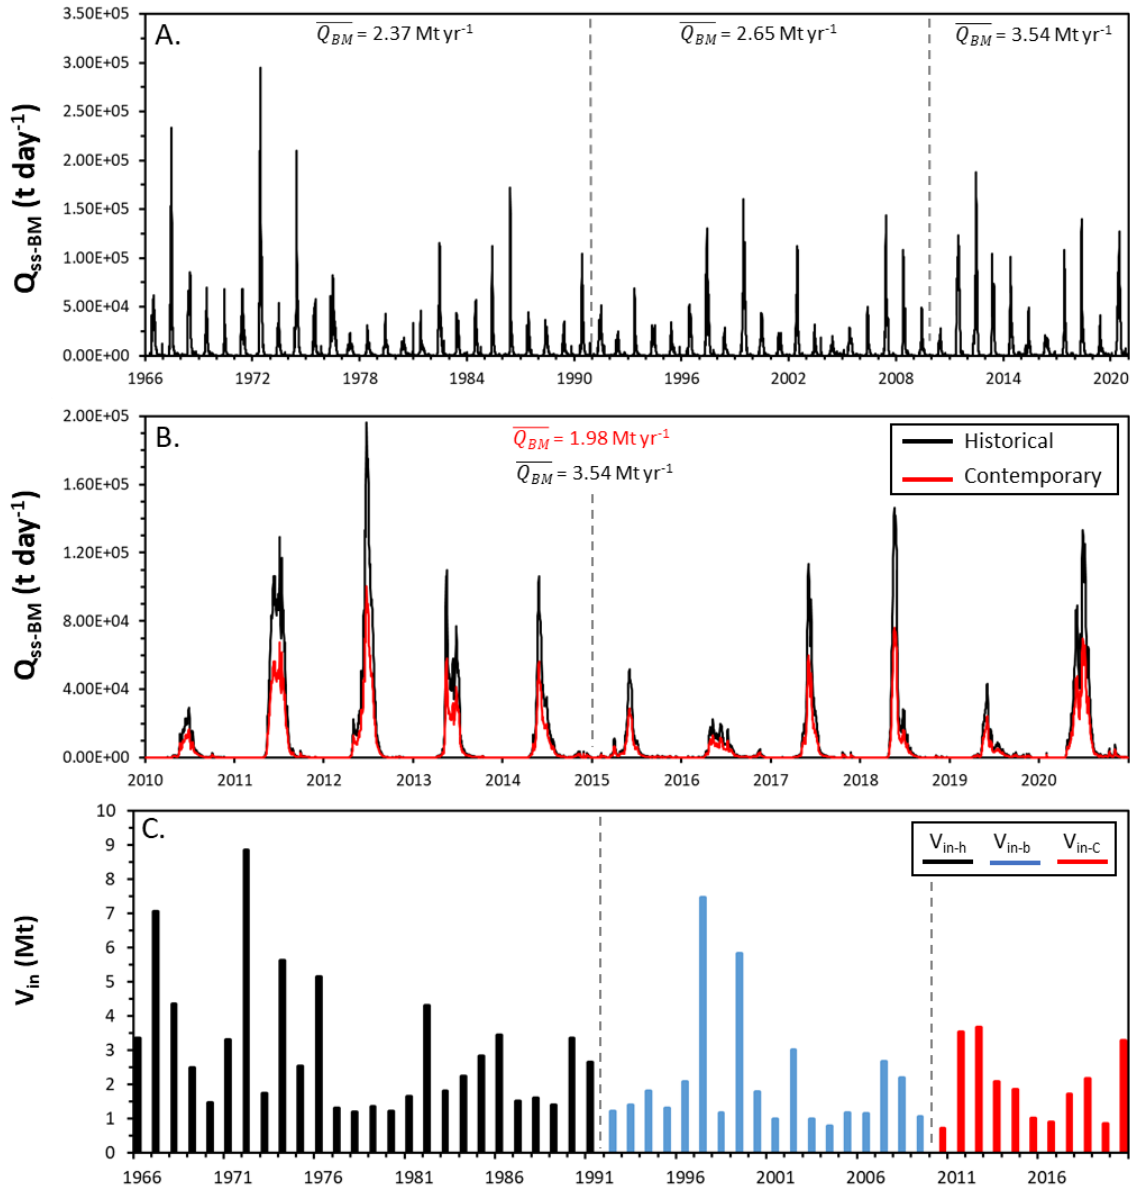 A.
Q_BM = 2.37 Mt yr⁻¹
Q_BM = 2.65 Mt yr⁻¹
Q_BM = 3.54 Mt yr⁻¹
Q_ss-BM (t day⁻¹)
3.50E+05
3.00E+05
2.50E+05
2.00E+05
1.50E+05
1.00E+05
5.00E+04
0.00E+00
1966 1972 1978 1984 1990 1996 2002 2008 2014 2020
B.
Q_BM = 1.98 Mt yr⁻¹
Q_BM = 3.54 Mt yr⁻¹
Historical
Contemporary
Q_ss-BM (t day⁻¹)
2.00E+05
1.60E+05
1.20E+05
8.00E+04
4.00E+04
0.00E+00
2010 2011 2012 2013 2014 2015 2016 2017 2018 2019 2020
C.
V_in-h V_in-b V_in-C
V_in (Mt)
10
9
8
7
6
5
4
3
2
1
0
1966 1971 1976 1981 1986 1991 1996 2001 2006 2011 2016